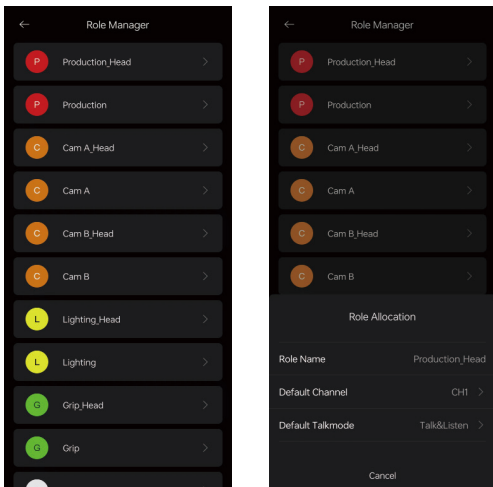 Role Manager
P Production_Head
P Production
C Cam A_Head
C Cam A
C Cam B_Head
C Cam B
L Lighting_Head
L Lighting
G Grip_Head
G Grip
Role Manager
P Production_Head
P Production
C Cam A_Head
C Cam A
C Cam B_Head
C Cam B
Role Allocation
Role Name Production_Head
Default Channel CH1
Default Talkmode Talk&Listen
Cancel